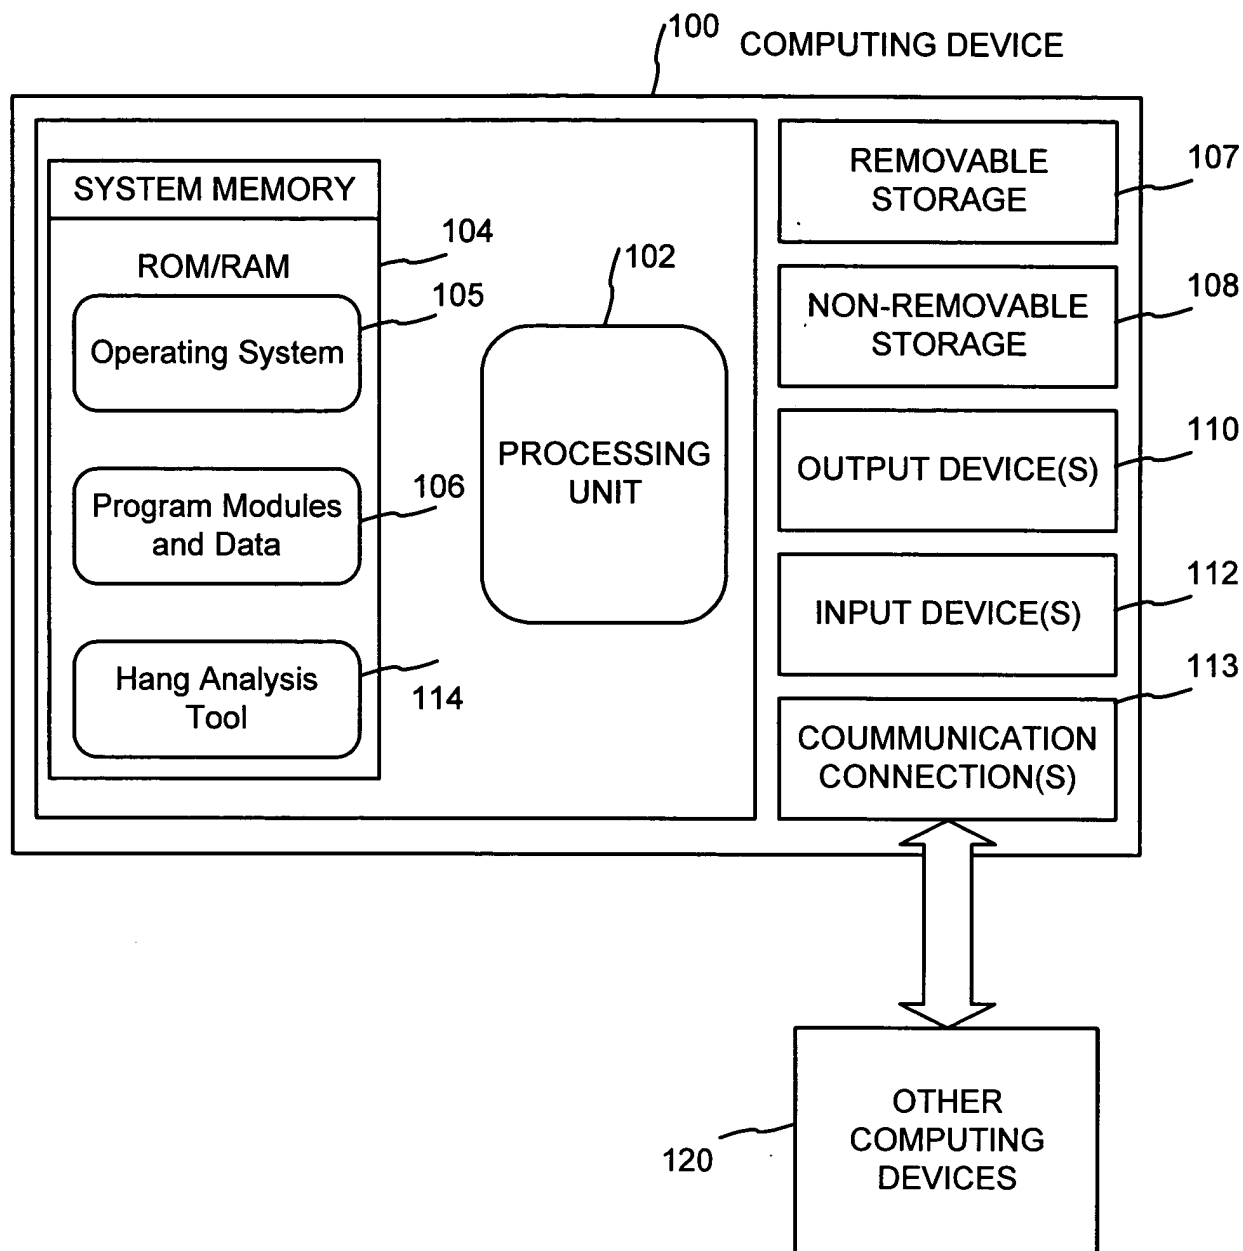 100 COMPUTING DEVICE
SYSTEM MEMORY
ROM/RAM
104
Operating System
105
Program Modules
and Data
106
Hang Analysis
Tool
114
102
PROCESSING
UNIT
REMOVABLE
STORAGE
107
NON-REMOVABLE
STORAGE
108
OUTPUT DEVICE(S)
110
INPUT DEVICE(S)
112
COUMMUNICATION
CONNECTION(S)
113
OTHER
COMPUTING
DEVICES
120